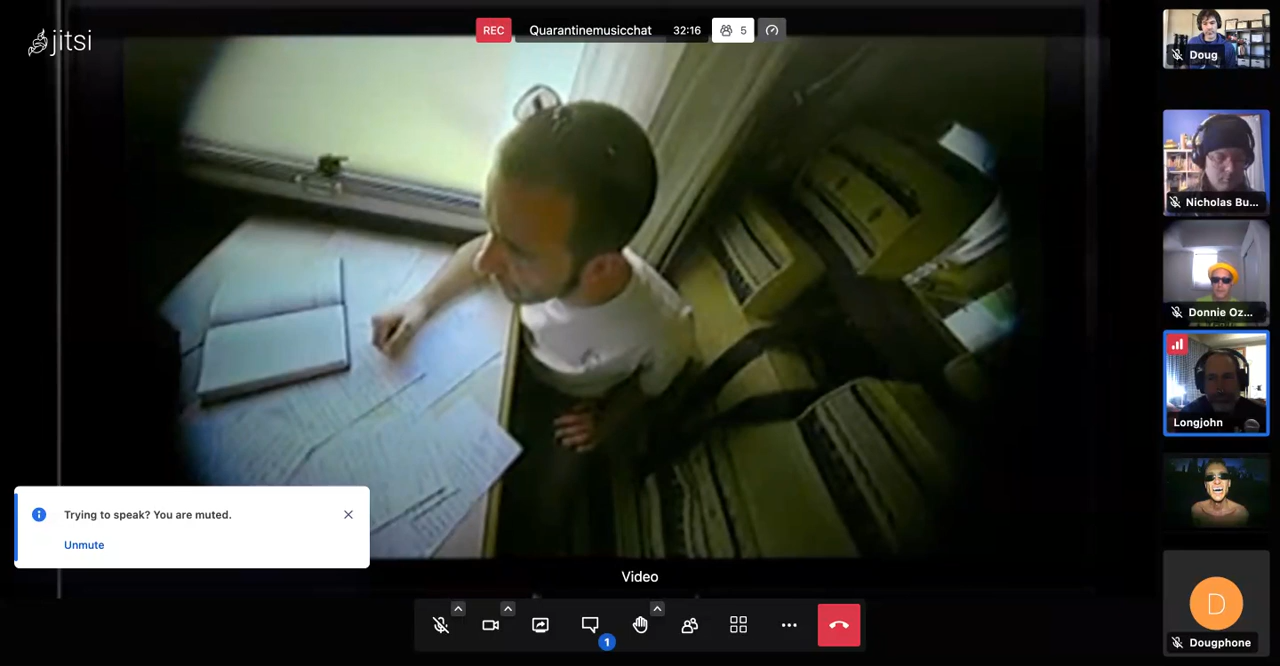 jitsi
REC Quarantinemusicchat 32:16 5
Doug
Nicholas Bu...
Donnie Oz...
Longjohn
Trying to speak? You are muted.
Unmute
Video
1
D
Dougphone